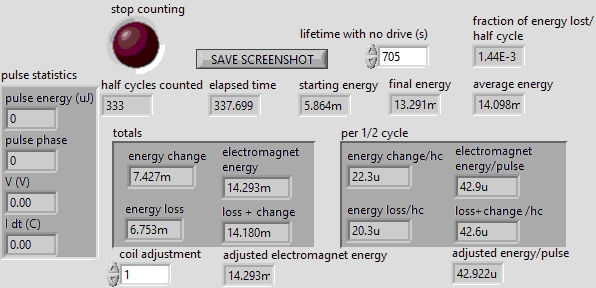 stop counting
lifetime with no drive (s)
fraction of energy lost/
half cycle
SAVE SCREENSHOT
705
1.44E-3
pulse statistics
half cycles counted
elapsed time
starting energy
final energy
average energy
333
337.699
5.864m
13.291m
14.098m
pulse energy (uJ)
0
pulse phase
0
V (V)
0.00
I dt (C)
0.00
totals
energy change
7.427m
electromagnet
energy
14.293m
energy loss
6.753m
loss + change
14.180m
per 1/2 cycle
energy change/hc
22.3u
electromagnet
energy/pulse
42.9u
energy loss/hc
20.3u
loss+change /hc
42.6u
coil adjustment
1
adjusted electromagnet energy
14.293m
adjusted energy/pulse
42.922u